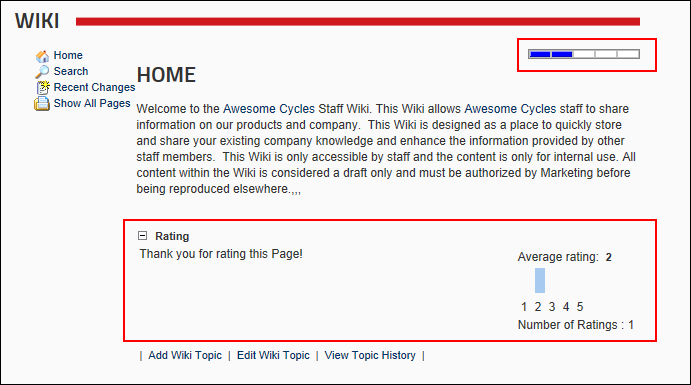 WIKI
Home
Search
Recent Changes
Show All Pages
HOME
Welcome to the Awesome Cycles Staff Wiki. This Wiki allows Awesome Cycles staff to share
information on our products and company.  This Wiki is designed as a place to quickly store
and share your existing company knowledge and enhance the information provided by other
staff members.  This Wiki is only accessible by staff and the content is only for internal use. All
content within the Wiki is considered a draft only and must be authorized by Marketing before
being reproduced elsewhere.,,,
Rating
Thank you for rating this Page!
Average rating: 2
1 2 3 4 5
Number of Ratings : 1
| Add Wiki Topic | Edit Wiki Topic | View Topic History |